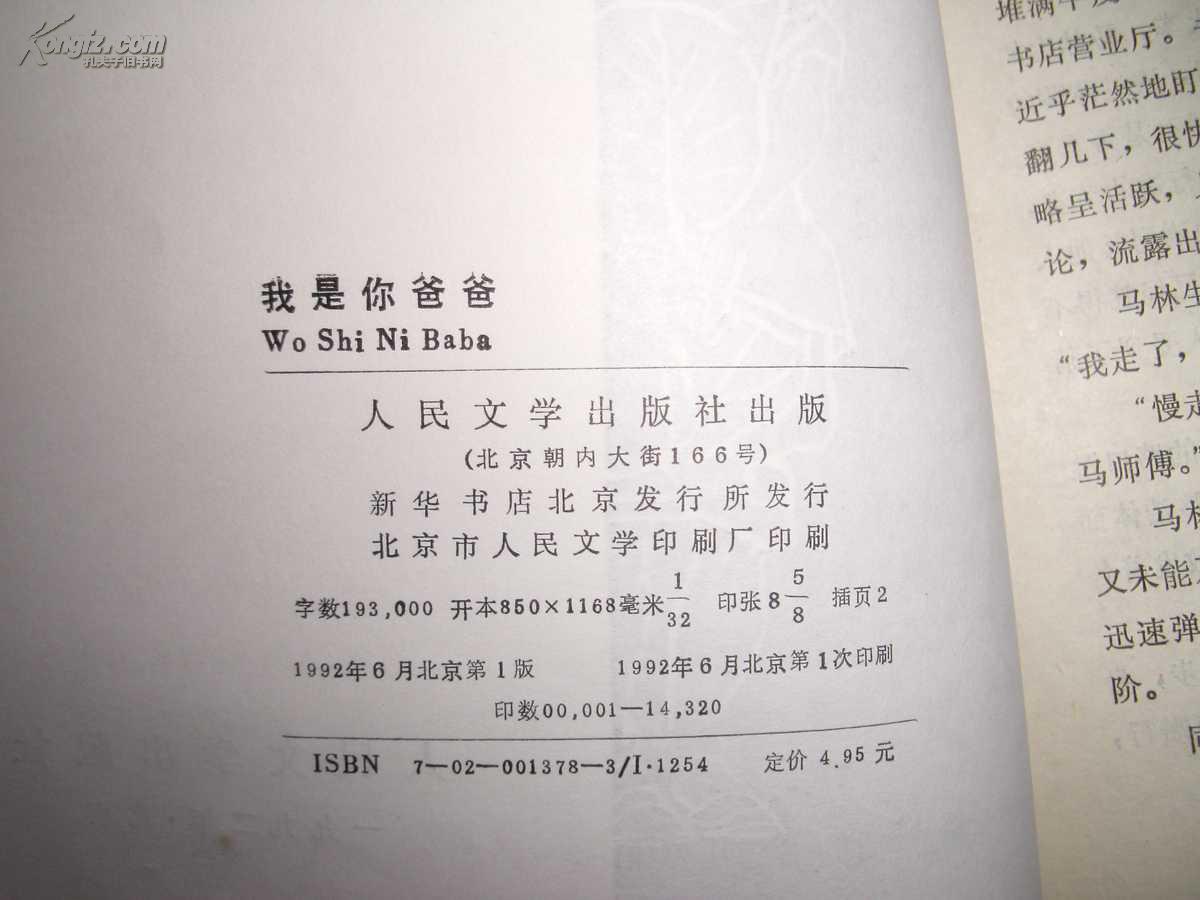 Kongfz.com
孔夫子旧书网
我是你爸爸
Wo Shi Ni Baba
人民文学出版社出版
(北京朝内大街166号)
新华书店北京发行所发行
北京市人民文学印刷厂印刷
字数193,000 开本850×1168毫米1/32 印张8 5/8 插页2
1992年6月北京第1版 1992年6月北京第1次印刷
印数00,001—14,320
ISBN 7—02—001378—3/I·1254 定价 4.95元
书店营业厅。
近乎茫然地盯
翻几下，很快
略呈活跃，
论，流露出
马林生
“我走了，
“慢走
马师傅。”
马林
又未能
迅速弹
阶。